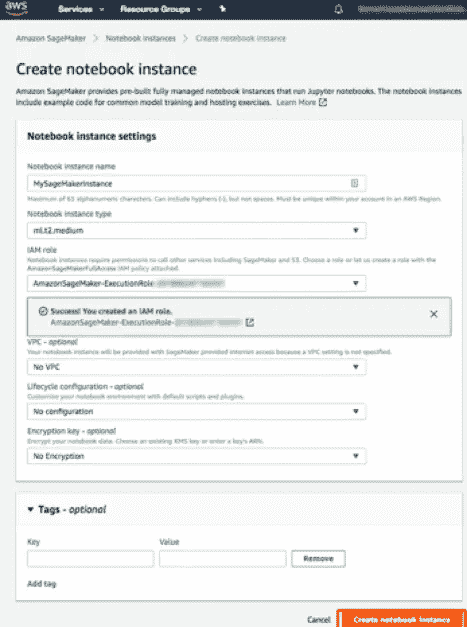 aws Services Resource Groups
Amazon SageMaker > Notebook instances > Create notebook instance
Create notebook instance
Amazon SageMaker provides pre-built fully managed notebook instances that run Jupyter notebooks. The notebook instances
include example code for common model training and hosting exercises. Learn More
Notebook instance settings
Notebook instance name
MySageMakerInstance
Maximum of 63 alphanumeric characters. Can include hyphens (-), but not spaces. Must be unique within your account in an AWS Region.
Notebook instance type
ml.t2.medium
IAM role
Notebook instances require permissions to call other services including SageMaker and S3. Choose a role or let us create a role with the
AmazonSageMakerFullAccess IAM policy attached.
AmazonSageMaker-ExecutionRole-
Success! You created an IAM role.
AmazonSageMaker-ExecutionRole-
VPC - optional
Your notebook instance will be provided with SageMaker provided internet access because a VPC setting is not specified.
No VPC
Lifecycle configuration - optional
Customize your notebook environment with default scripts and plugins.
No configuration
Encryption key - optional
Encrypt your notebook data. Choose an existing KMS key or enter a key's ARN.
No Encryption
Tags - optional
Key Value
Remove
Add tag
Cancel Create notebook instance